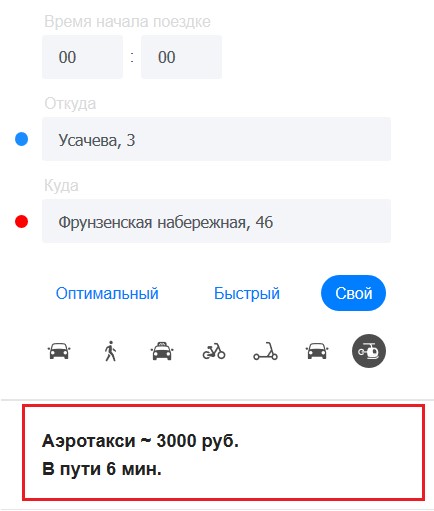 Время начала поездке
00 : 00
Откуда
Усачева, 3
Куда
Фрунзенская набережная, 46
Оптимальный Быстрый Свой
Аэротакси ~ 3000 руб.
В пути 6 мин.